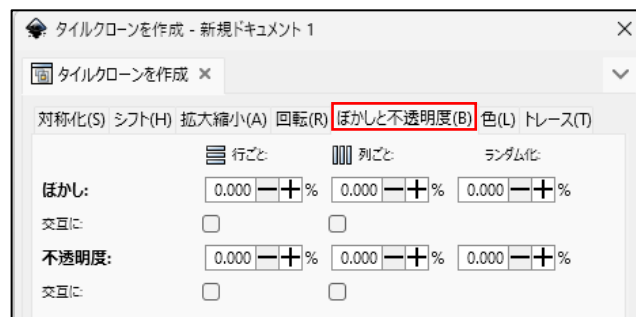 タイルクローンを作成 - 新規ドキュメント 1
タイルクローンを作成
対称化(S) シフト(H) 拡大縮小(A) 回転(R) ぼかしと不透明度(B) 色(L) トレース(T)
行ごと: 列ごと: ランダム化:
ぼかし: 0.000 % 0.000 % 0.000 %
交互に:
不透明度: 0.000 % 0.000 % 0.000 %
交互に: